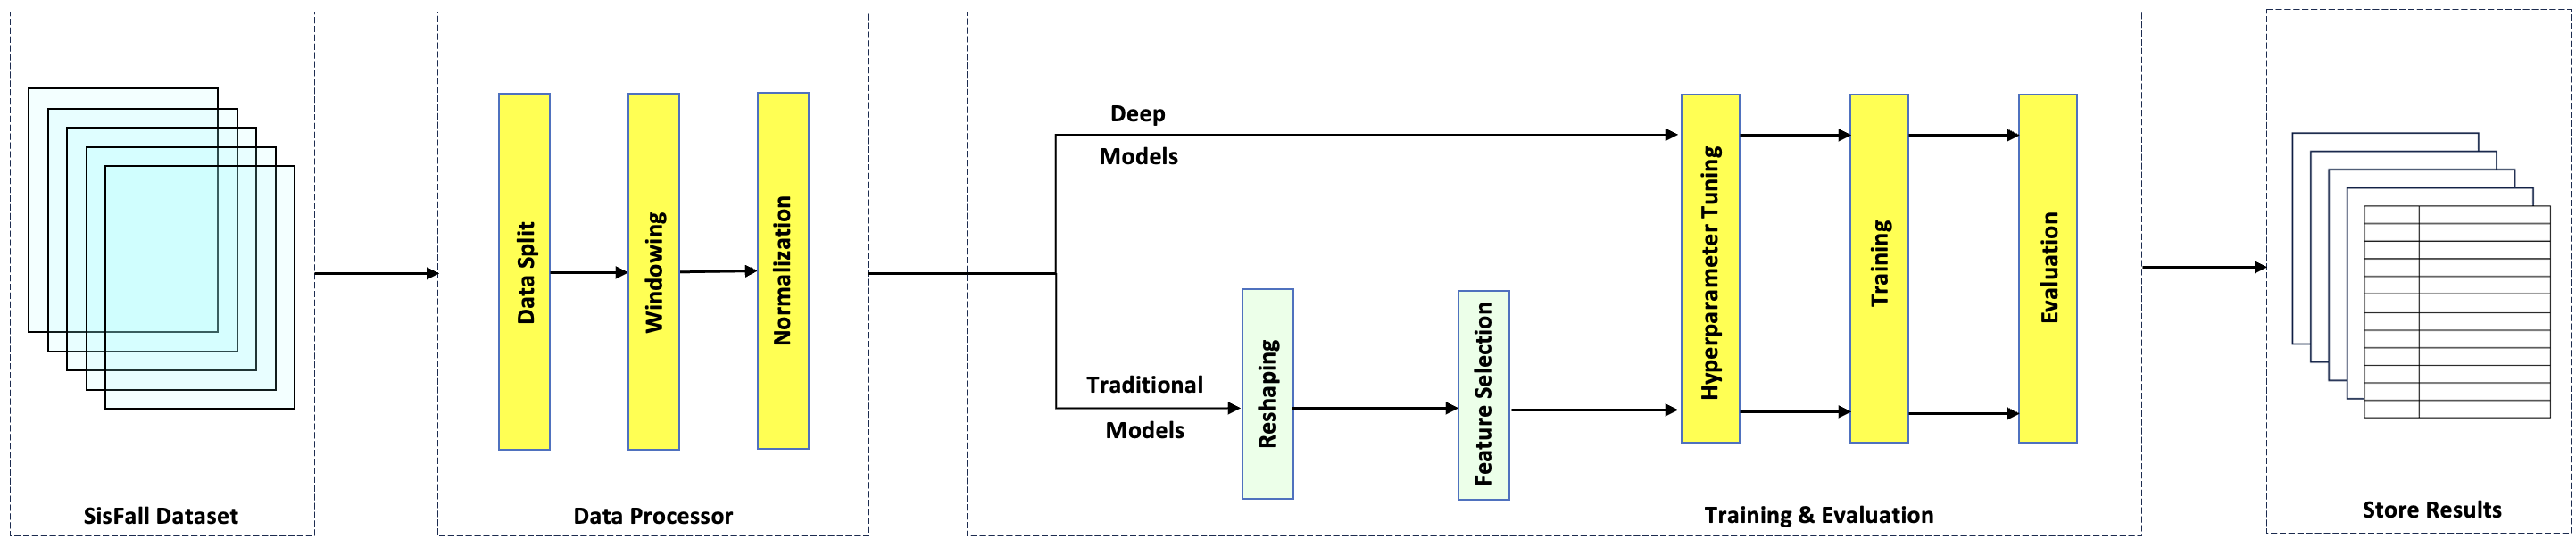 SisFall Dataset
Data Split
Windowing
Normalization
Data Processor
Deep
Models
Traditional
Models
Reshaping
Feature Selection
Hyperparameter Tuning
Training
Evaluation
Training & Evaluation
Store Results